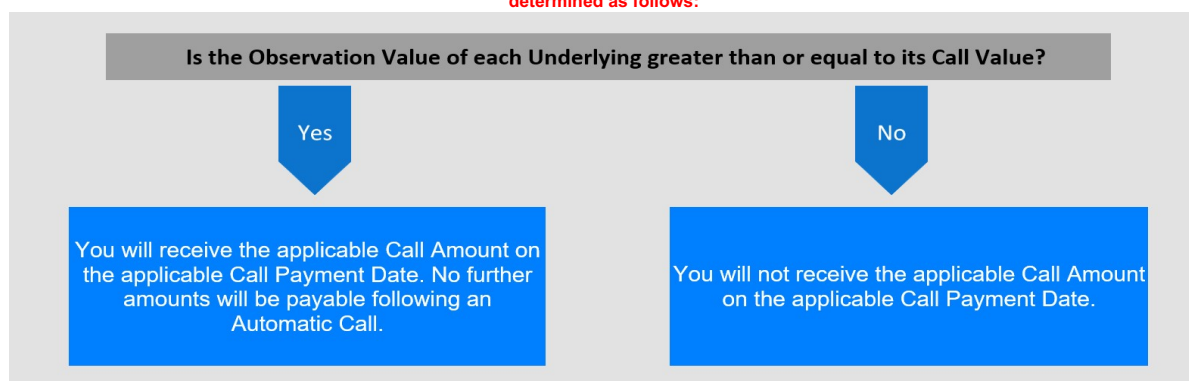 determined as follows:
Is the Observation Value of each Underlying greater than or equal to its Call Value?
Yes
No
You will receive the applicable Call Amount on
the applicable Call Payment Date. No further
amounts will be payable following an
Automatic Call.
You will not receive the applicable Call Amount
on the applicable Call Payment Date.